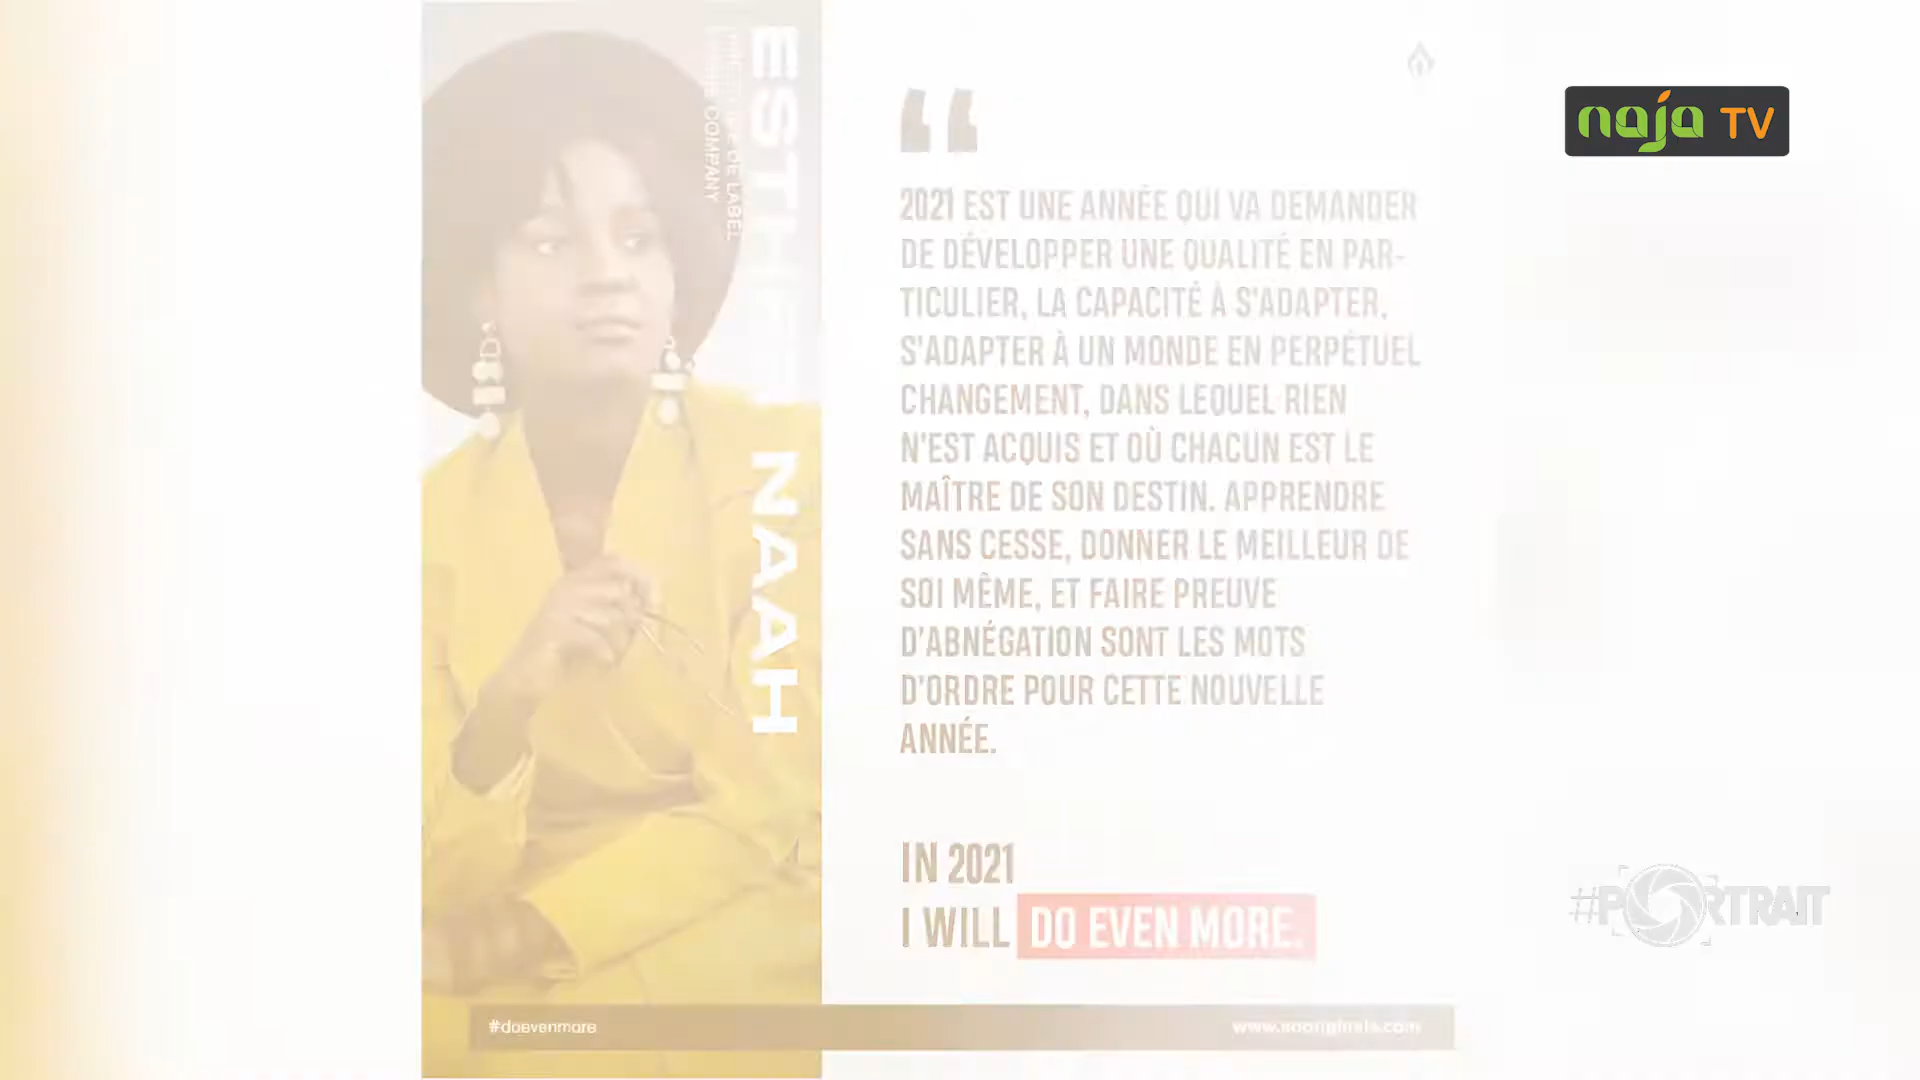 naja TV
ESTH
NAAH
DE LABEL
COMPANY
“
2021 EST UNE ANNÉE QUI VA DEMANDER
DE DÉVELOPPER UNE QUALITÉ EN PAR-
TICULIER, LA CAPACITÉ À S'ADAPTER.
S'ADAPTER À UN MONDE EN PERPÉTUEL
CHANGEMENT, DANS LEQUEL RIEN
N'EST ACQUIS ET OÙ CHACUN EST LE
MAÎTRE DE SON DESTIN. APPRENDRE
SANS CESSE, DONNER LE MEILLEUR DE
SOI MÊME, ET FAIRE PREUVE
D'ABNÉGATION SONT LES MOTS
D'ORDRE POUR CETTE NOUVELLE
ANNÉE.
IN 2021
I WILL DO EVEN MORE.
#PORTRAIT
#doevenmore